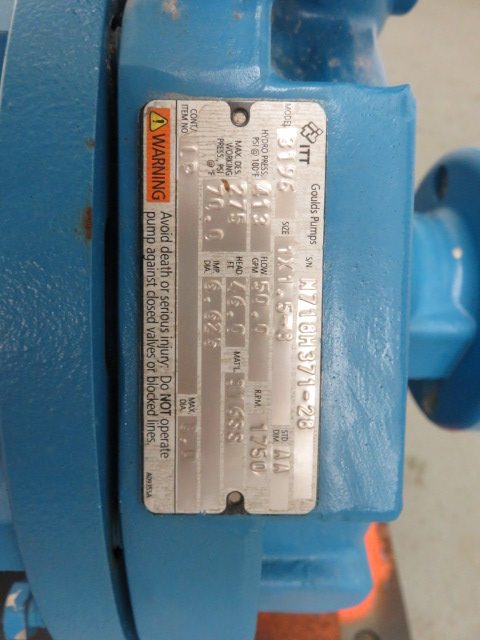 ITT Goulds Pumps S/N N718M371-28
MODEL 3196 SIZE 1X1.5-8 STD. DIM. AA
HYDRO PRESS. PSI @ 100°F 413 FLOW GPM 50.0 R.P.M. 1750
MAX. DES. WORKING PRESS. PSI @ °F 275 70.0 HEAD FT. 46.0 MAT'L. 316SS
IMP. DIA. 6.625 MAX. DIA.
CONT./ITEM NO.
WARNING Avoid death or serious injury: Do NOT operate
pump against closed valves or blocked lines.
A09355A